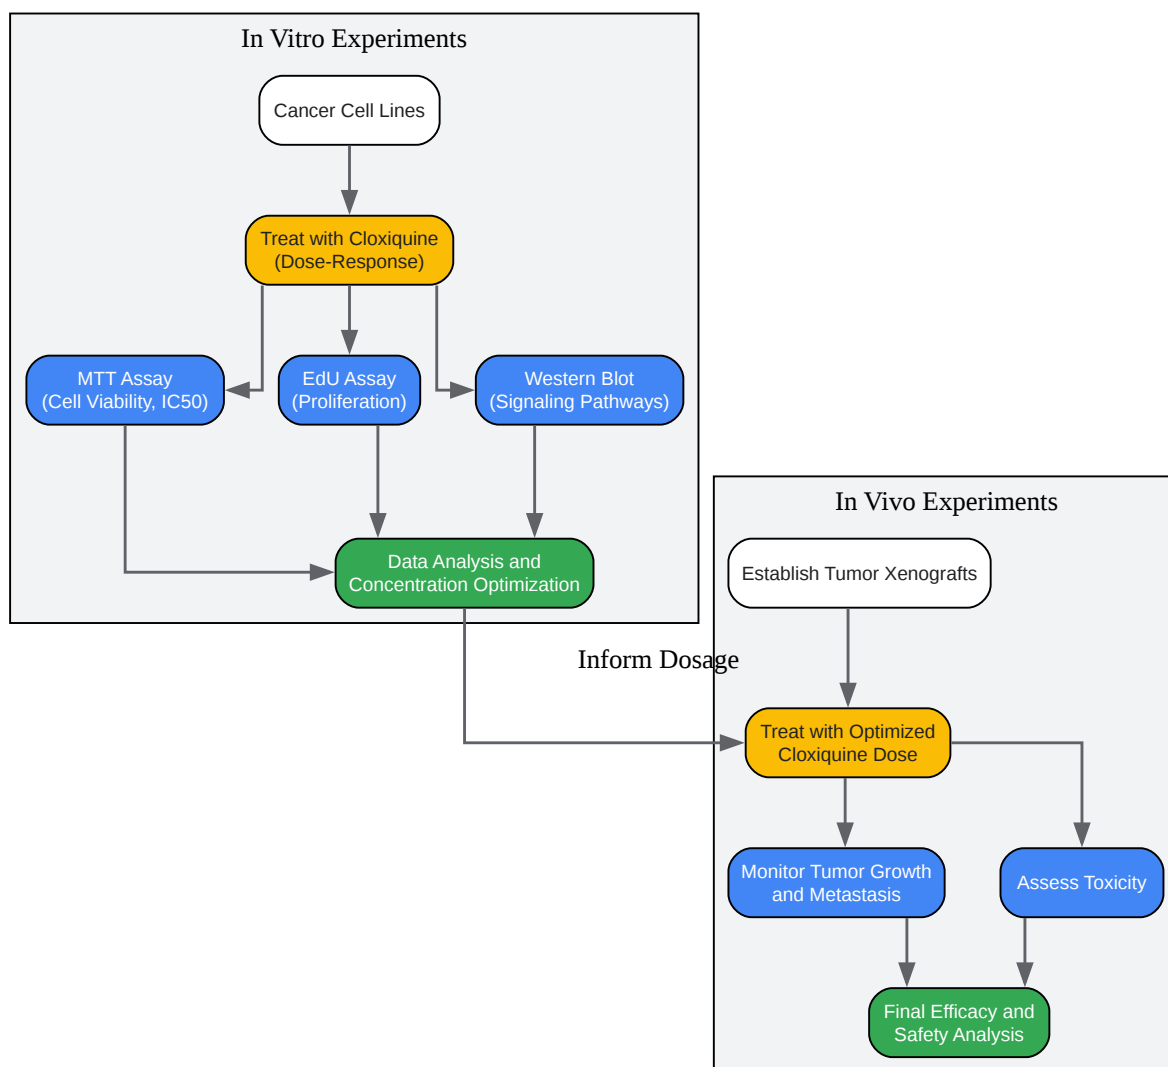 In Vitro Experiments
Cancer Cell Lines
Treat with Cloxiquine
(Dose-Response)
MTT Assay
(Cell Viability, IC50)
EdU Assay
(Proliferation)
Western Blot
(Signaling Pathways)
Data Analysis and
Concentration Optimization
Inform Dosage
In Vivo Experiments
Establish Tumor Xenografts
Treat with Optimized
Cloxiquine Dose
Monitor Tumor Growth
and Metastasis
Assess Toxicity
Final Efficacy and
Safety Analysis